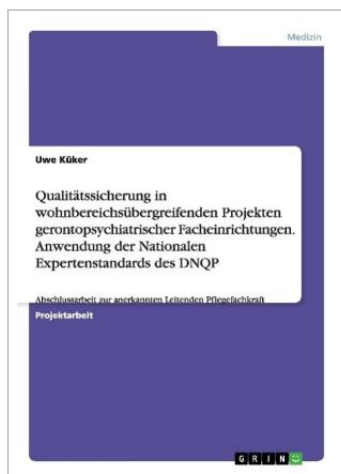 Medizin
Uwe Küker
Qualitätssicherung in
wohnbereichsübergreifenden Projekten
gerontopsychiatrischer Facheinrichtungen.
Anwendung der Nationalen
Expertenstandards des DNQP
Abschlussarbeit zur anerkannten Leitenden Pflegefachkraft
Projektarbeit
GRIN